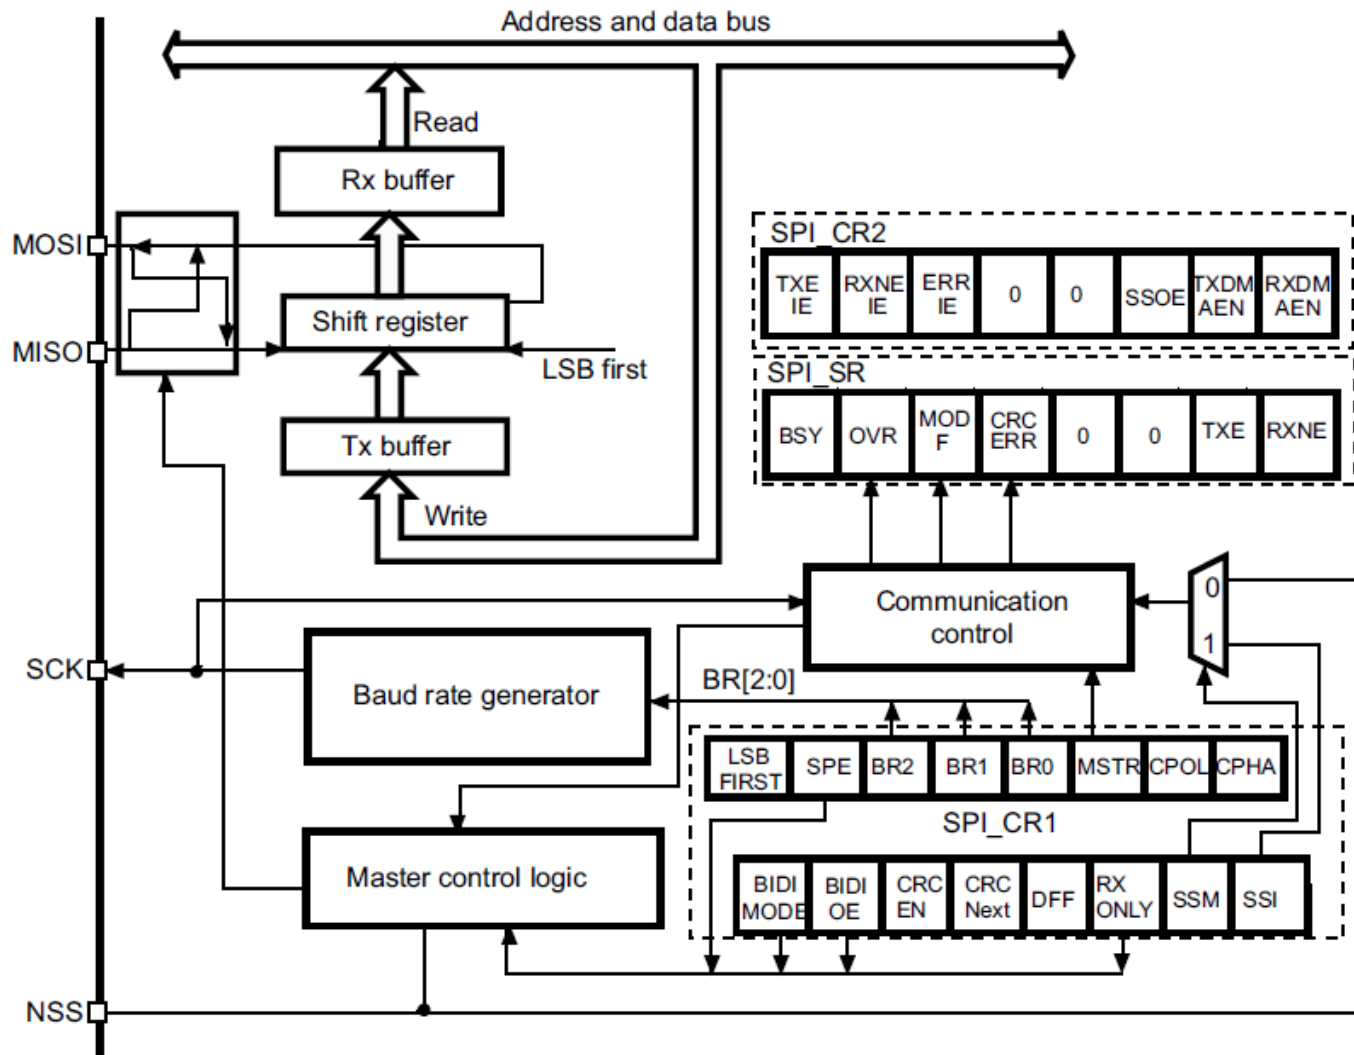 Address and data bus
Read
Rx buffer
MOSI
SPI_CR2
TXE
IE
RXNE
IE
ERR
IE
0
0
SSOE
TXDM
AEN
RXDM
AEN
Shift register
MISO
LSB first
SPI_SR
BSY
OVR
MOD
F
CRC
ERR
0
0
TXE
RXNE
Tx buffer
Write
Communication
control
0
1
SCK
Baud rate generator
BR[2:0]
LSB
FIRST
SPE
BR2
BR1
BR0
MSTR
CPOL
CPHA
SPI_CR1
Master control logic
BIDI
MODE
BIDI
OE
CRC
EN
CRC
Next
DFF
RX
ONLY
SSM
SSI
NSS